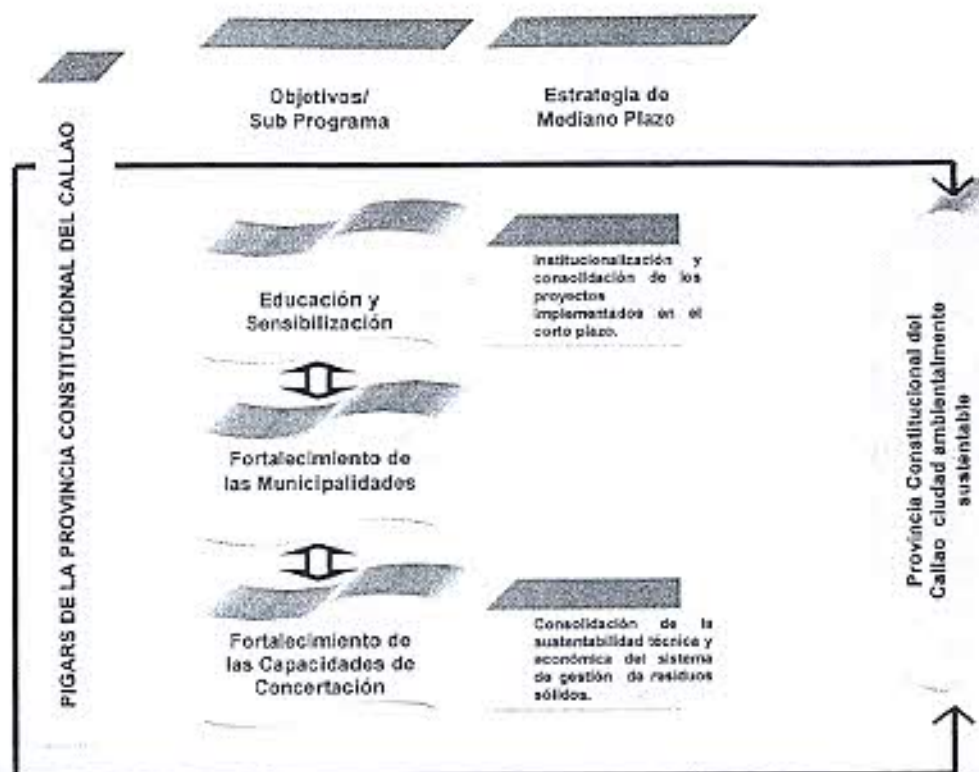 PIGARS DE LA PROVINCIA CONSTITUCIONAL DEL CALLAO
Objetivos/
Sub Programa
Estrategia de
Mediano Plazo
Educación y
Sensibilización
Institucionalización y
consolidación de los
proyectos
implementados en el
corto plazo.
Fortalecimiento de
las Municipalidades
Fortalecimiento de
las Capacidades de
Concertación
Consolidación de la
sustentabilidad técnica y
económica del sistema
de gestión de residuos
sólidos.
Provincia Constitucional del
Callao ciudad ambientalmente
sustentable